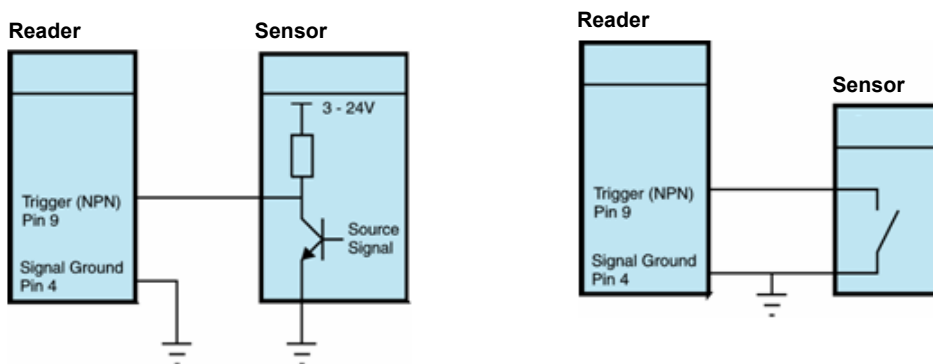 Reader
Sensor
3 - 24V
Trigger (NPN)
Pin 9
Source
Signal
Signal Ground
Pin 4
Reader
Sensor
Trigger (NPN)
Pin 9
Signal Ground
Pin 4